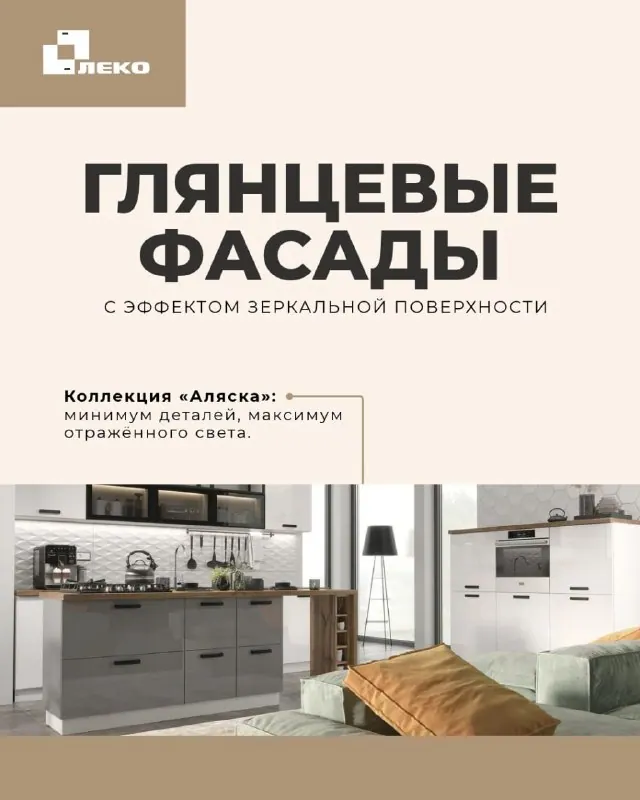 ЛЕКО
ГЛЯНЦЕВЫЕ
ФАСАДЫ
С ЭФФЕКТОМ ЗЕРКАЛЬНОЙ ПОВЕРХНОСТИ
Коллекция «Аляска»:
минимум деталей, максимум
отражённого света.